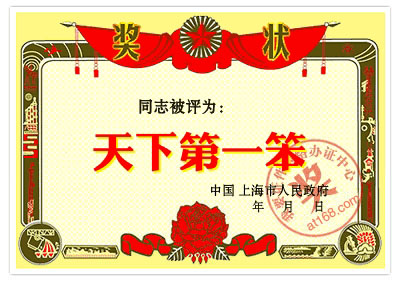 奖 状
同志被评为：
天下第一笨
中国 上海市人民政府
年 月 日
办证中心
奖
at168.com